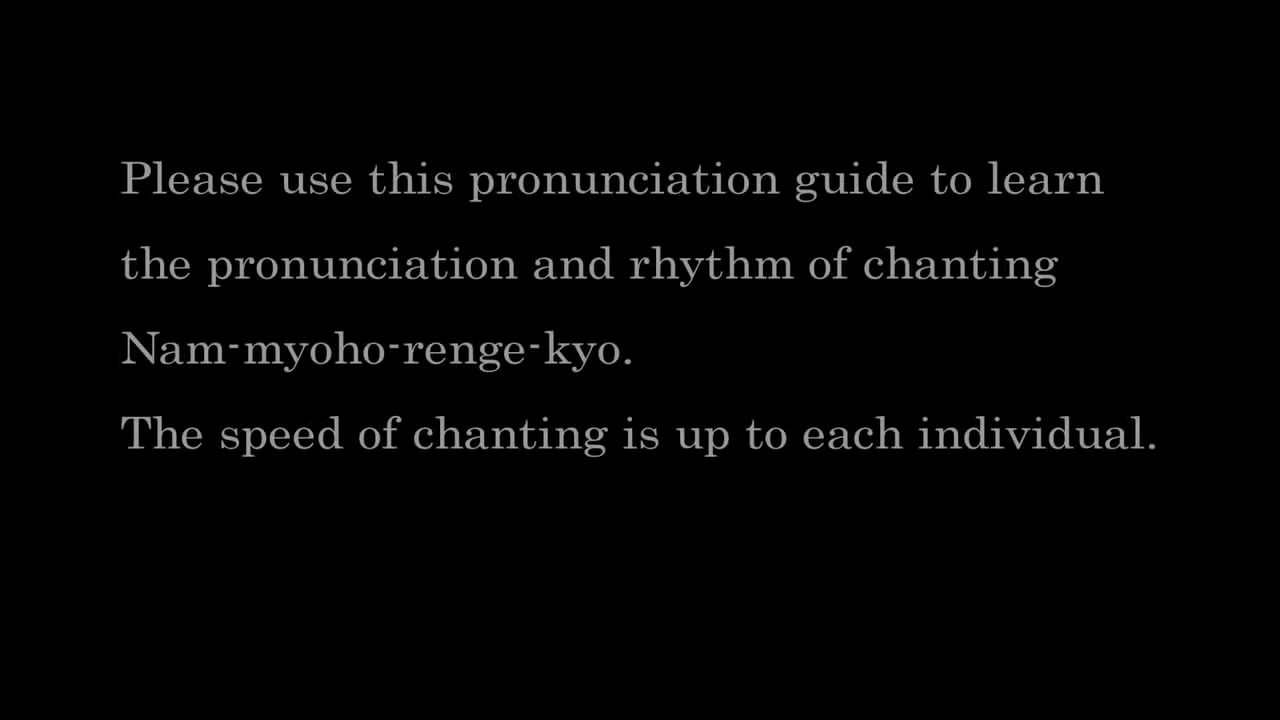 Please use this pronunciation guide to learn
the pronunciation and rhythm of chanting
Nam-myoho-renge-kyo.
The speed of chanting is up to each individual.